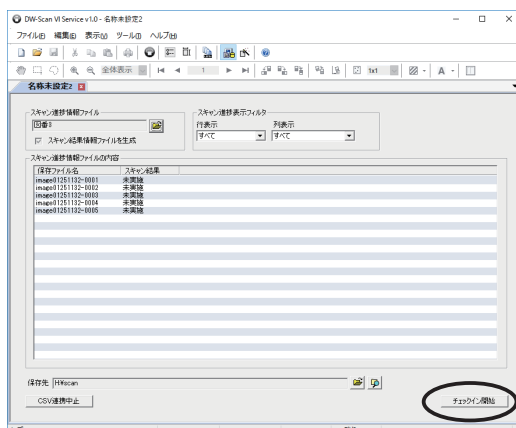 DW-Scan VI Service v1.0 - 名称未設定2
ファイル(F) 編集(E) 表示(V) ツール(T) ヘルプ(H)
全体表示 1 1x1 A
名称未設定2
スキャン進捗情報ファイル
図番3
スキャン結果情報ファイルを生成
スキャン進捗表示フィルタ
行表示 列表示
すべて すべて
スキャン進捗情報ファイルの内容
保存ファイル名 スキャン結果
image01251132-0001 未実施
image01251132-0002 未実施
image01251132-0003 未実施
image01251132-0004 未実施
image01251132-0005 未実施
保存先 H:¥scan
CSV連携中止 チェックイン開始